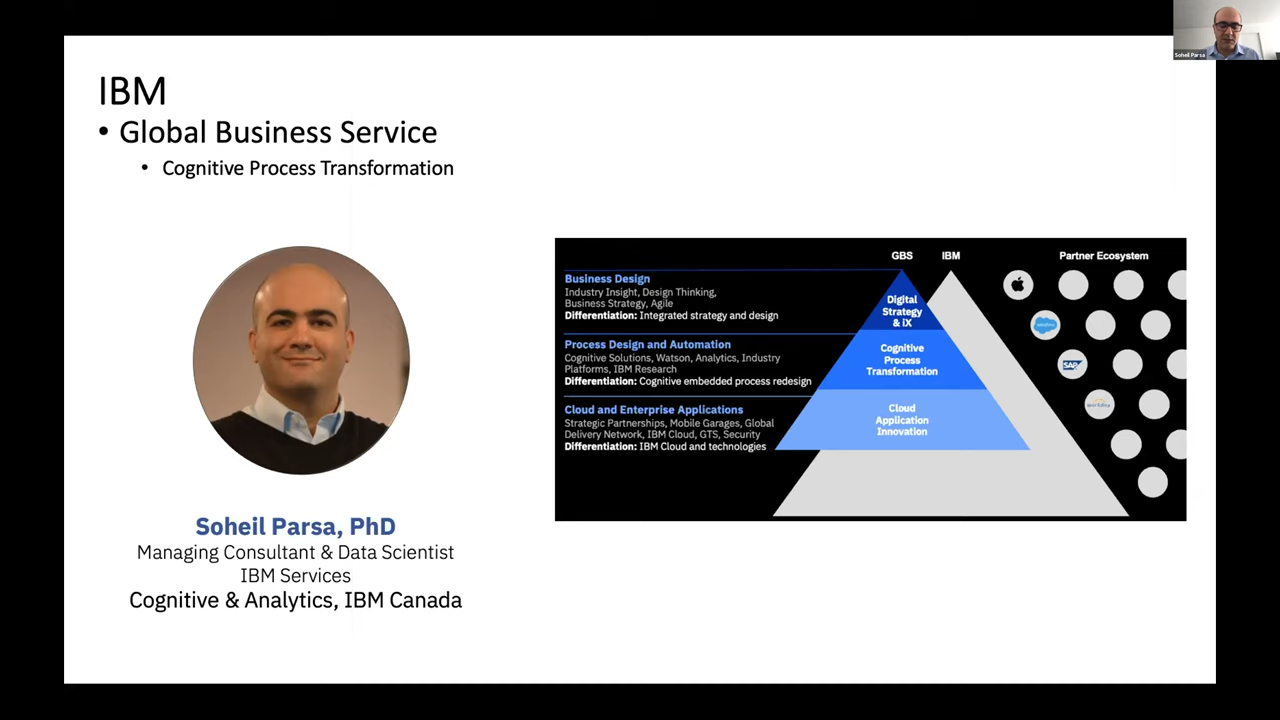 Soheil Parsa
IBM
• Global Business Service
• Cognitive Process Transformation
Soheil Parsa, PhD
Managing Consultant & Data Scientist
IBM Services
Cognitive & Analytics, IBM Canada
GBS
IBM
Partner Ecosystem
Business Design
Industry Insight, Design Thinking,
Business Strategy, Agile
Differentiation: Integrated strategy and design
Process Design and Automation
Cognitive Solutions, Watson, Analytics, Industry
Platforms, IBM Research
Differentiation: Cognitive embedded process redesign
Cloud and Enterprise Applications
Strategic Partnerships, Mobile Garages, Global
Delivery Network, IBM Cloud, GTS, Security
Differentiation: IBM Cloud and technologies
Digital
Strategy
& iX
Cognitive
Process
Transformation
Cloud
Application
Innovation
salesforce
SAP
workday